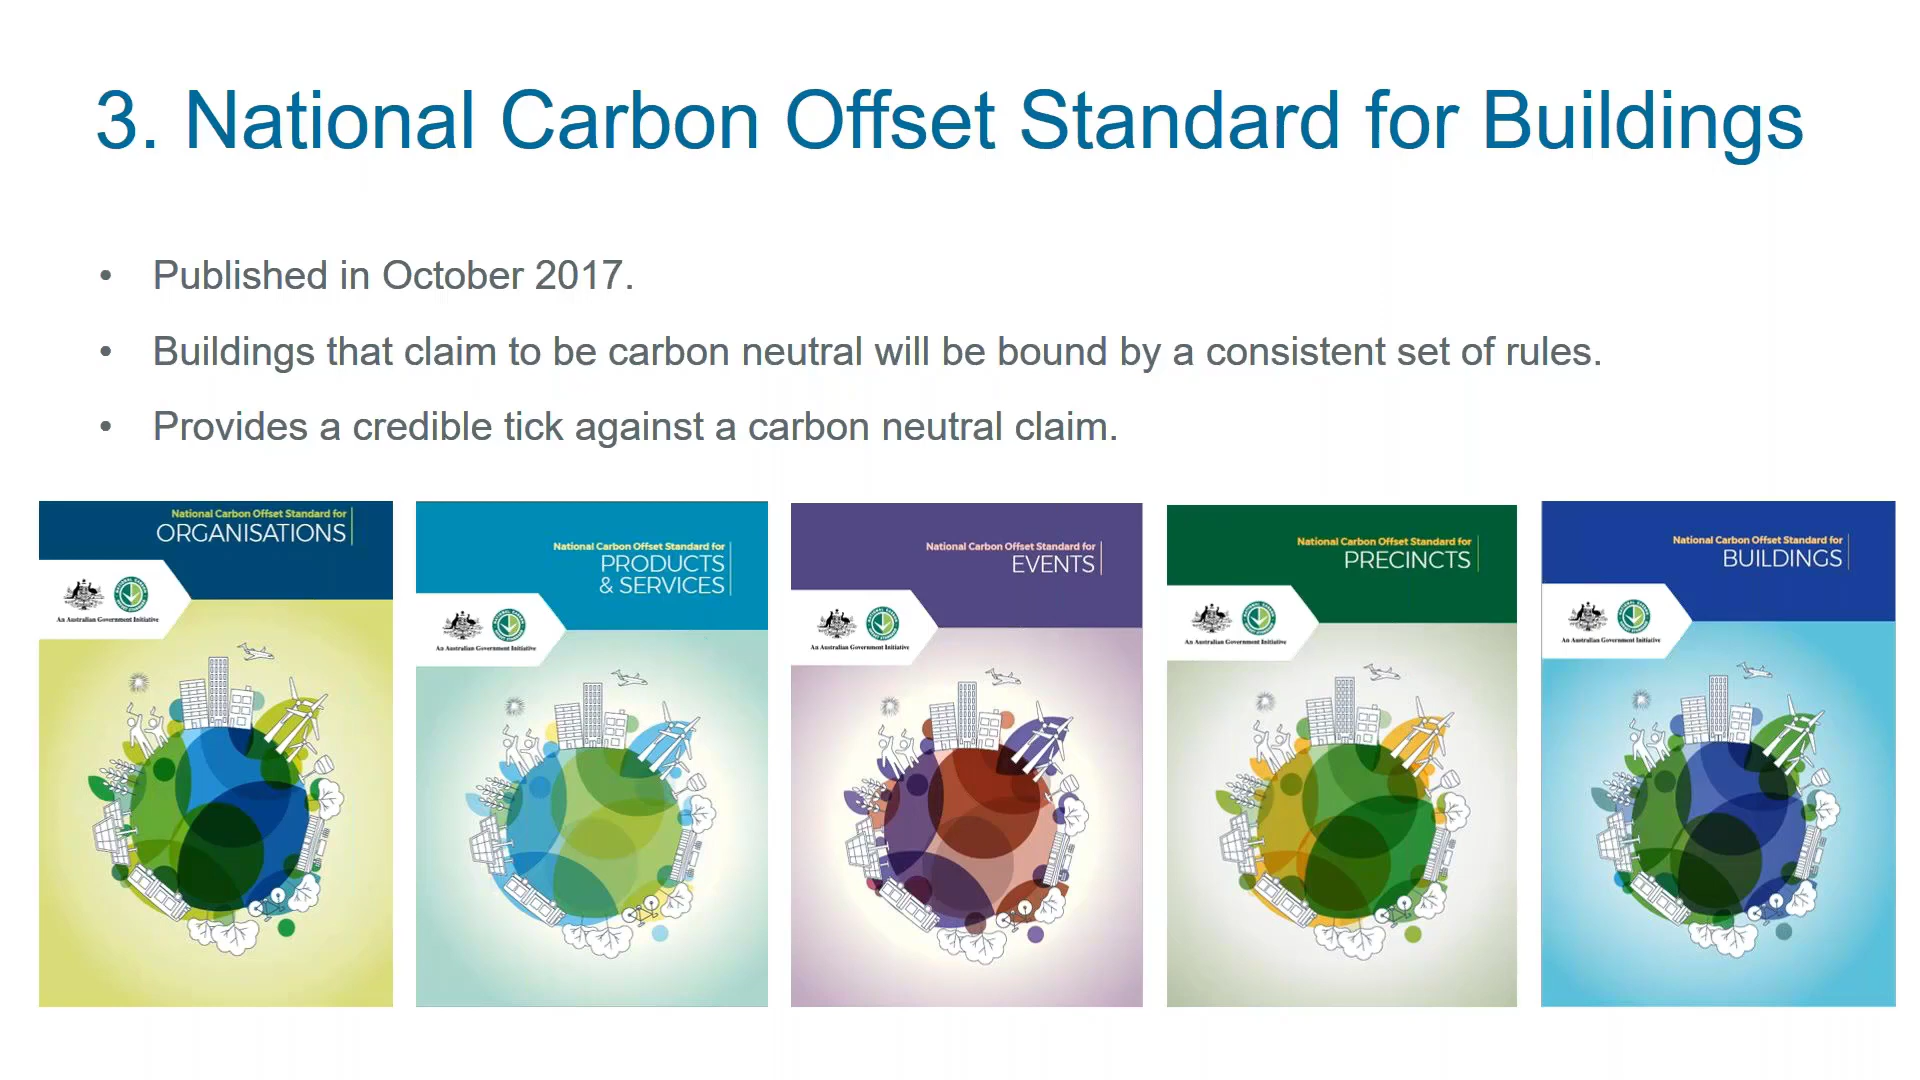 3. National Carbon Offset Standard for Buildings
• Published in October 2017.
• Buildings that claim to be carbon neutral will be bound by a consistent set of rules.
• Provides a credible tick against a carbon neutral claim.
National Carbon Offset Standard for
ORGANISATIONS
An Australian Government Initiative
National Carbon Offset Standard for
PRODUCTS
& SERVICES
An Australian Government Initiative
National Carbon Offset Standard for
EVENTS
An Australian Government Initiative
National Carbon Offset Standard for
PRECINCTS
An Australian Government Initiative
National Carbon Offset Standard for
BUILDINGS
An Australian Government Initiative